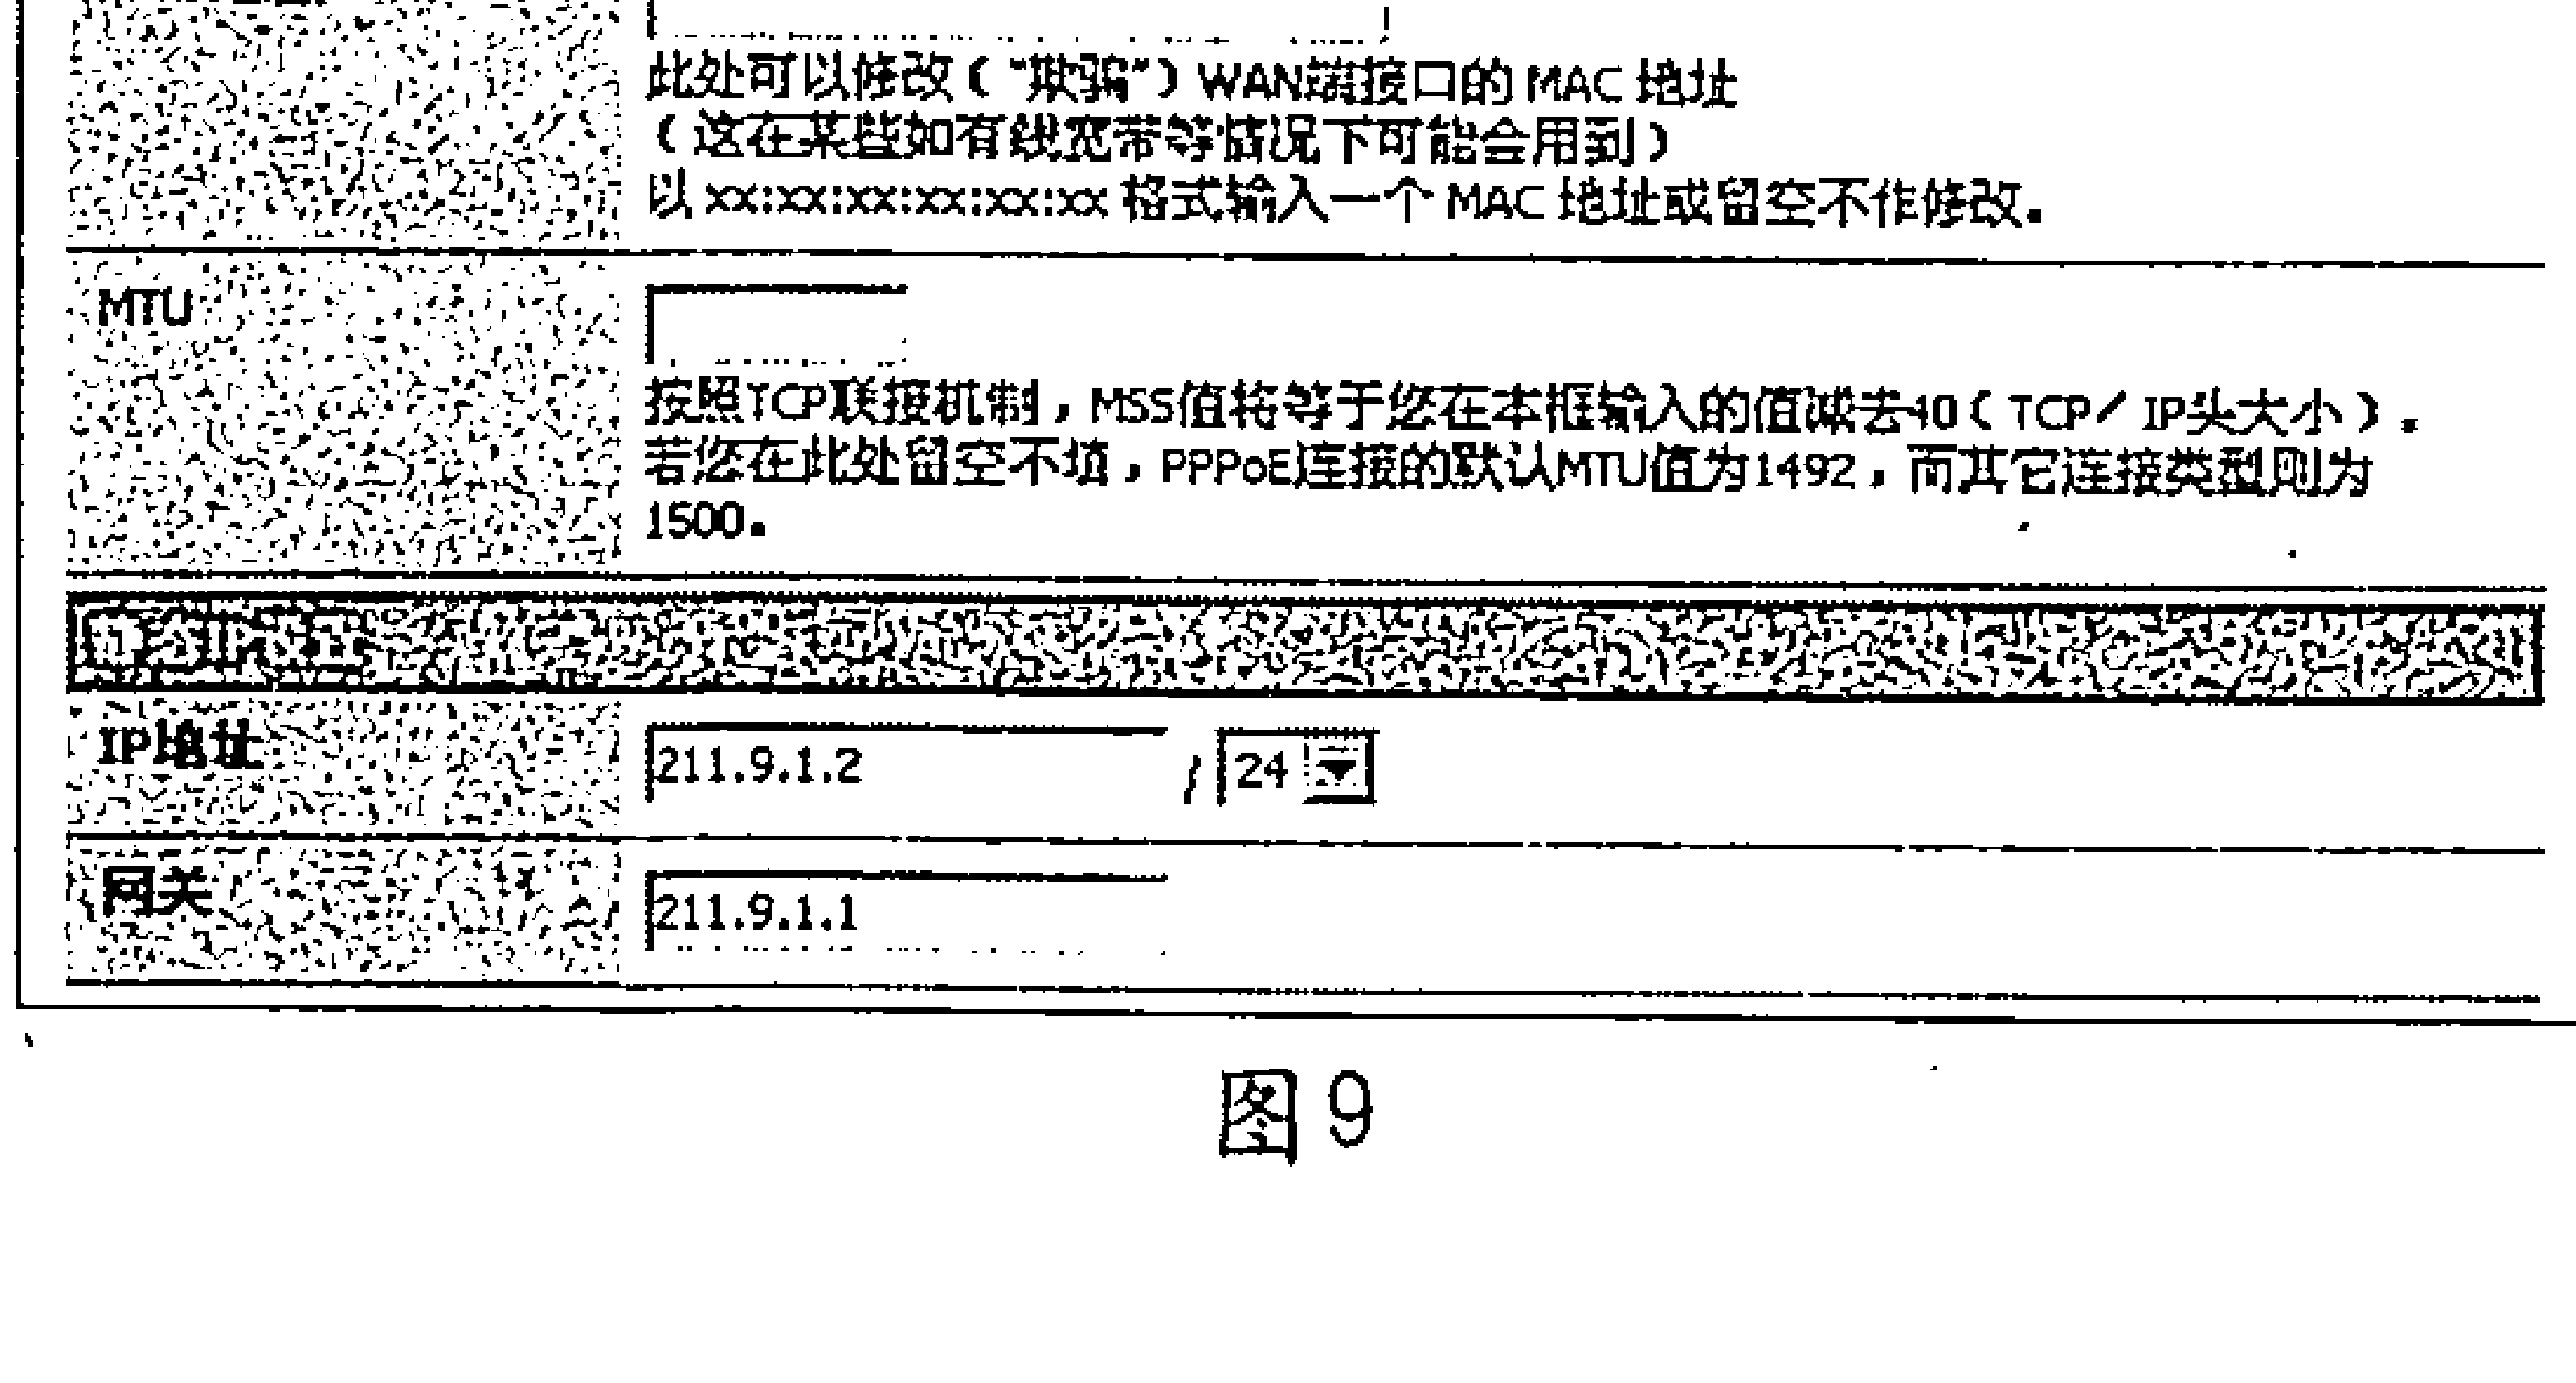 此处可以修改（“欺骗”）WAN端接口的 MAC 地址
（这在某些如有线宽带等情况下可能会用到）
以 xx:xx:xx:xx:xx:xx 格式输入一个 MAC 地址或留空不作修改。
MTU
按照TCP联接机制，MSS值将等于您在本框输入的值减去40（TCP/ IP头大小）.
若您在此处留空不填，PPPoE连接的默认MTU值为1492，而其它连接类型则为
1500。
IP地址
211.9.1.2 / 24
网关
211.9.1.1
图 9